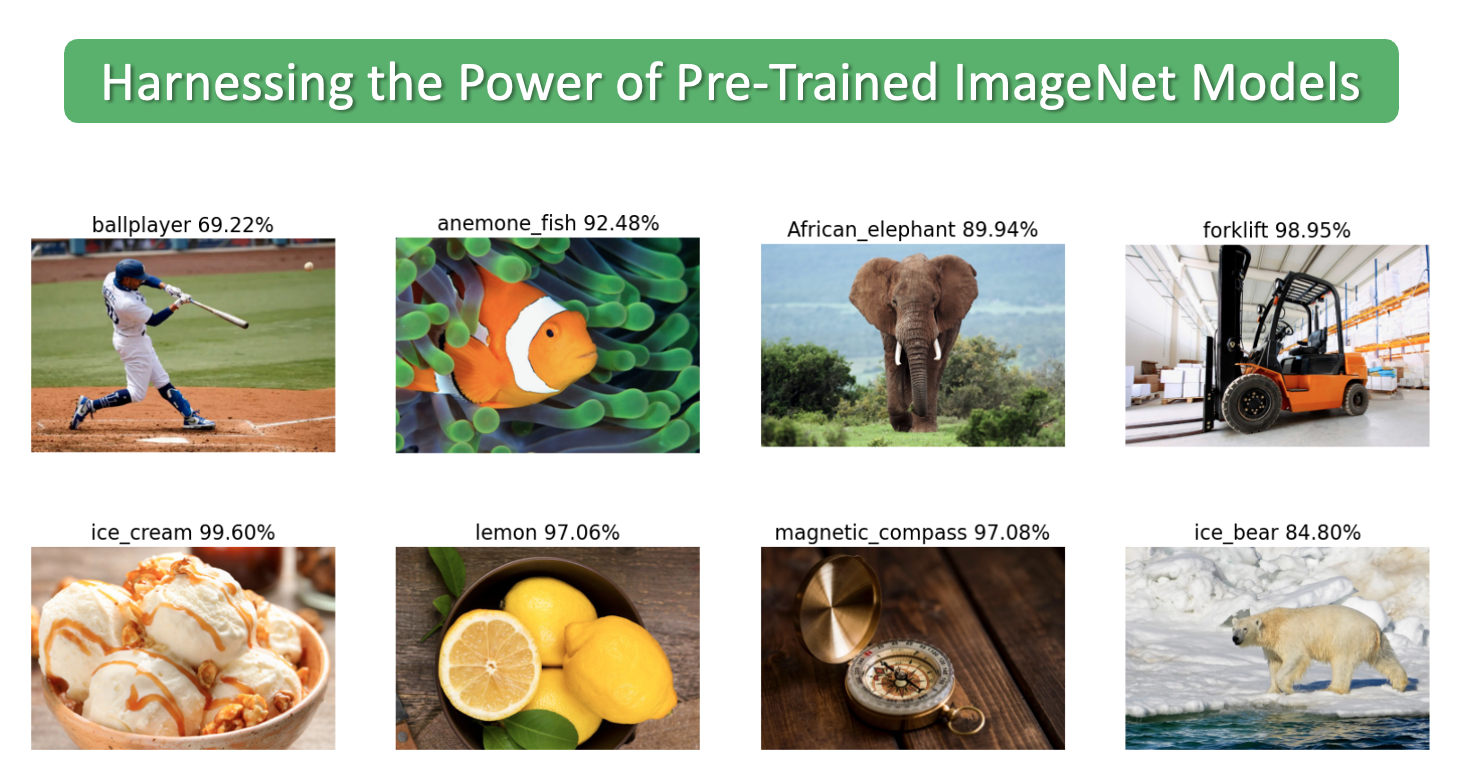 Harnessing the Power of Pre-Trained ImageNet Models
ballplayer 69.22%
anemone_fish 92.48%
African_elephant 89.94%
forklift 98.95%
ice_cream 99.60%
lemon 97.06%
magnetic_compass 97.08%
ice_bear 84.80%